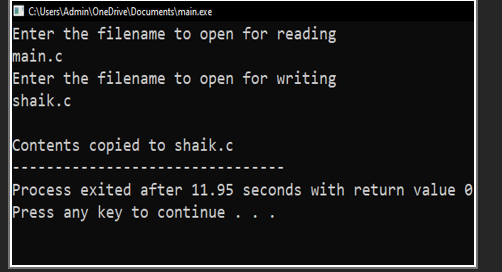 C:\Users\Admin\OneDrive\Documents\main.exe
Enter the filename to open for reading
main.c
Enter the filename to open for writing
shaik.c
Contents copied to shaik.c
--------------------------------
Process exited after 11.95 seconds with return value 0
Press any key to continue . . .